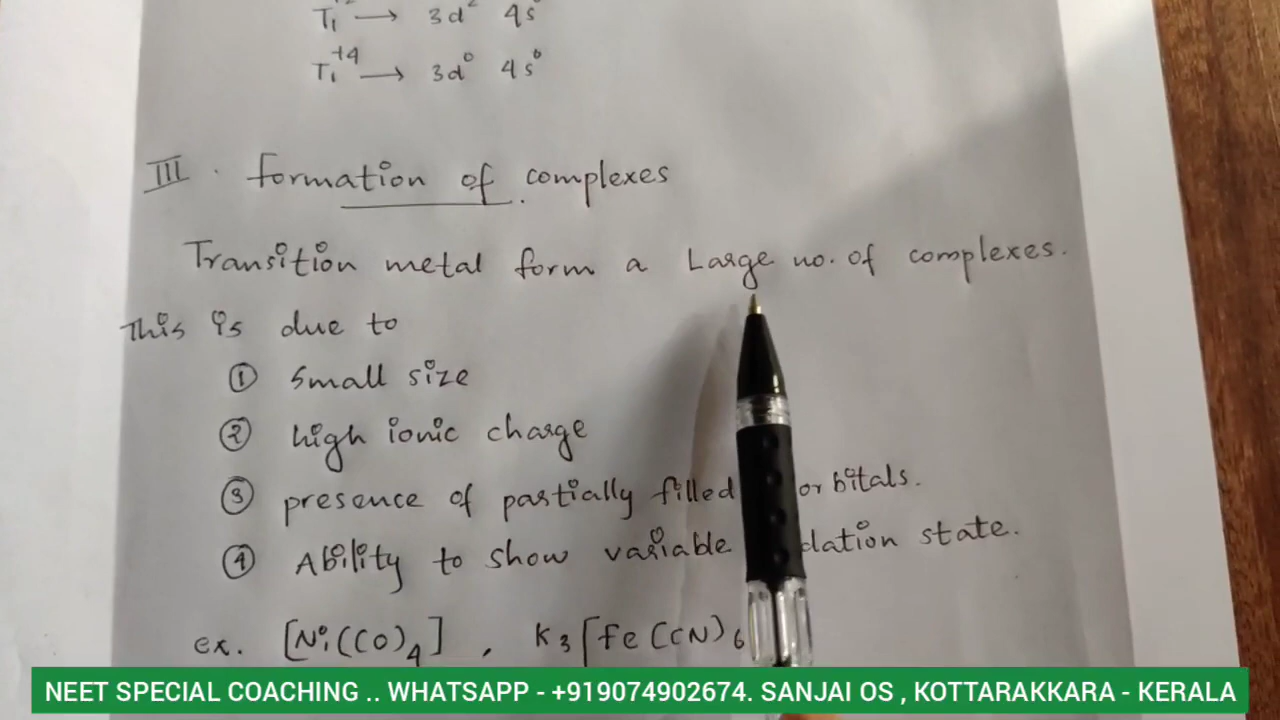 Ti⁺² → 3d² 4s⁰
Ti⁺⁴ → 3d⁰ 4s⁰
III. Formation of complexes
Transition metal form a Large no. of complexes.
This is due to
① Small size
② high ionic charge
③ presence of partially filled orbitals.
④ Ability to show variable dation state.
ex. [Ni(CO)₄] , K₃[Fe(CN)₆
NEET SPECIAL COACHING .. WHATSAPP - +919074902674. SANJAI OS , KOTTARAKKARA - KERALA